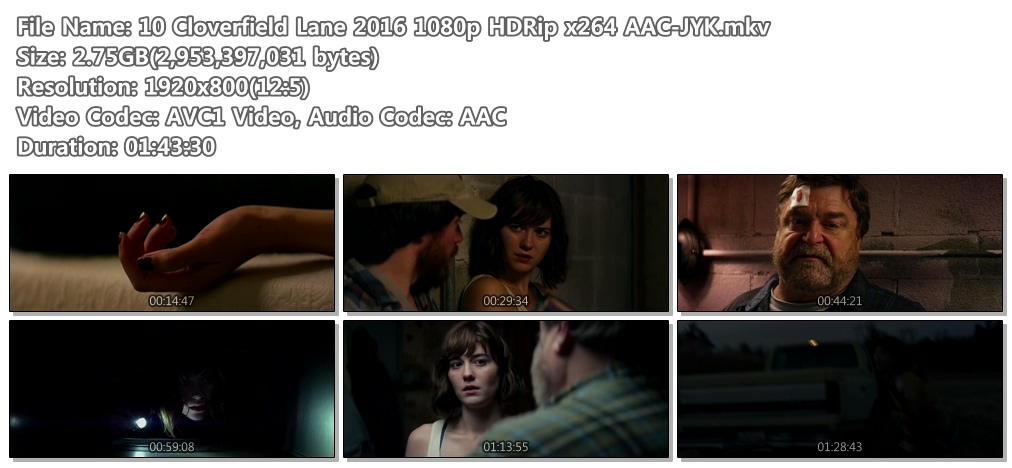 File Name: 10 Cloverfield Lane 2016 1080p HDRip x264 AAC-JYK.mkv
Size: 2.75GB(2,953,397,031 bytes)
Resolution: 1920x800(12:5)
Video Codec: AVC1 Video, Audio Codec: AAC
Duration: 01:43:30
00:14:47
00:29:34
00:44:21
00:59:08
01:13:55
01:28:43